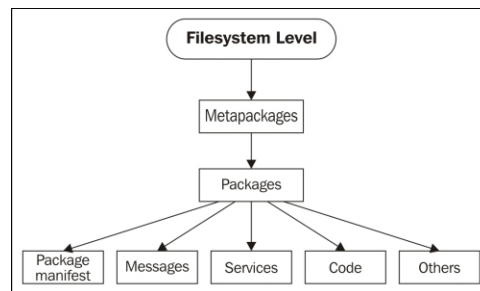 Filesystem Level
Metapackages
Packages
Package
manifest
Messages
Services
Code
Others